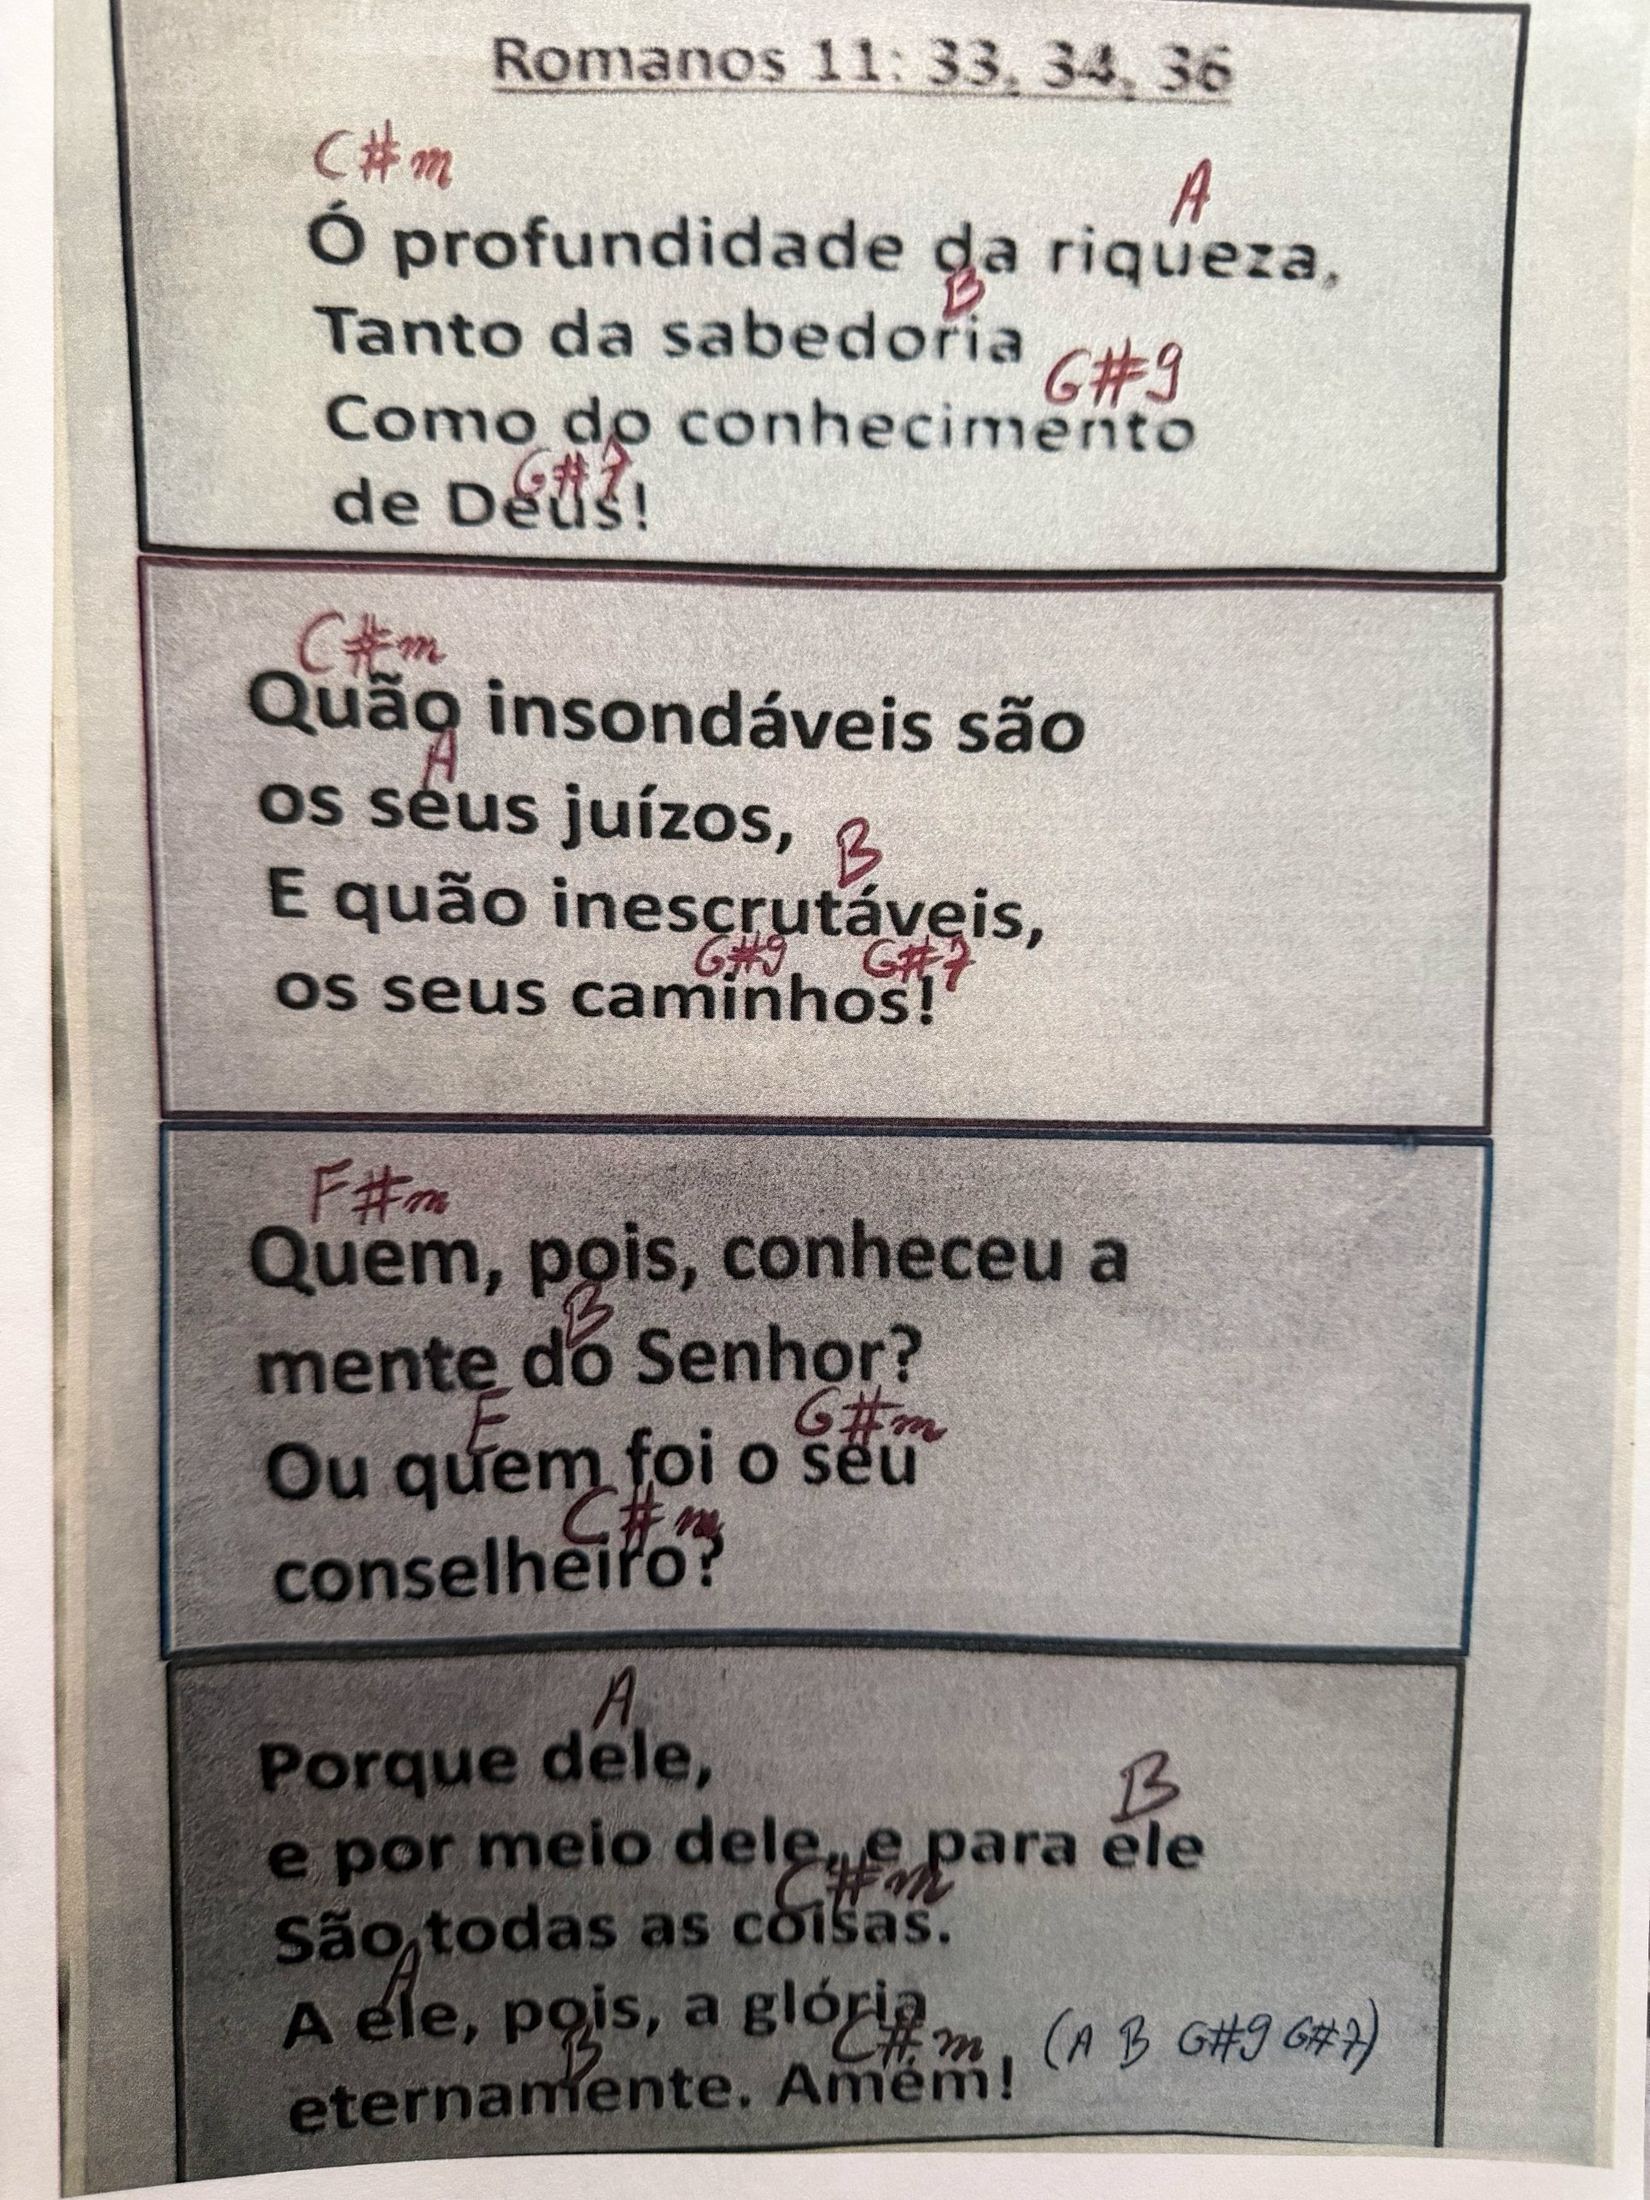 Romanos 11: 33, 34, 36
C#m A
Ó profundidade da riqueza,
B
Tanto da sabedoria
G#9
Como do conhecimento
G#7
de Deus!
C#m
Quão insondáveis são
A
os seus juízos,
B
E quão inescrutáveis,
G#9 G#7
os seus caminhos!
F#m
Quem, pois, conheceu a
B
mente do Senhor?
E G#m
Ou quem foi o seu
C#m
conselheiro?
A
Porque dele,
B
e por meio dele, e para ele
C#m
São todas as coisas.
A
A ele, pois, a glória
B C#m (A B G#9 G#7)
eternamente. Amém!